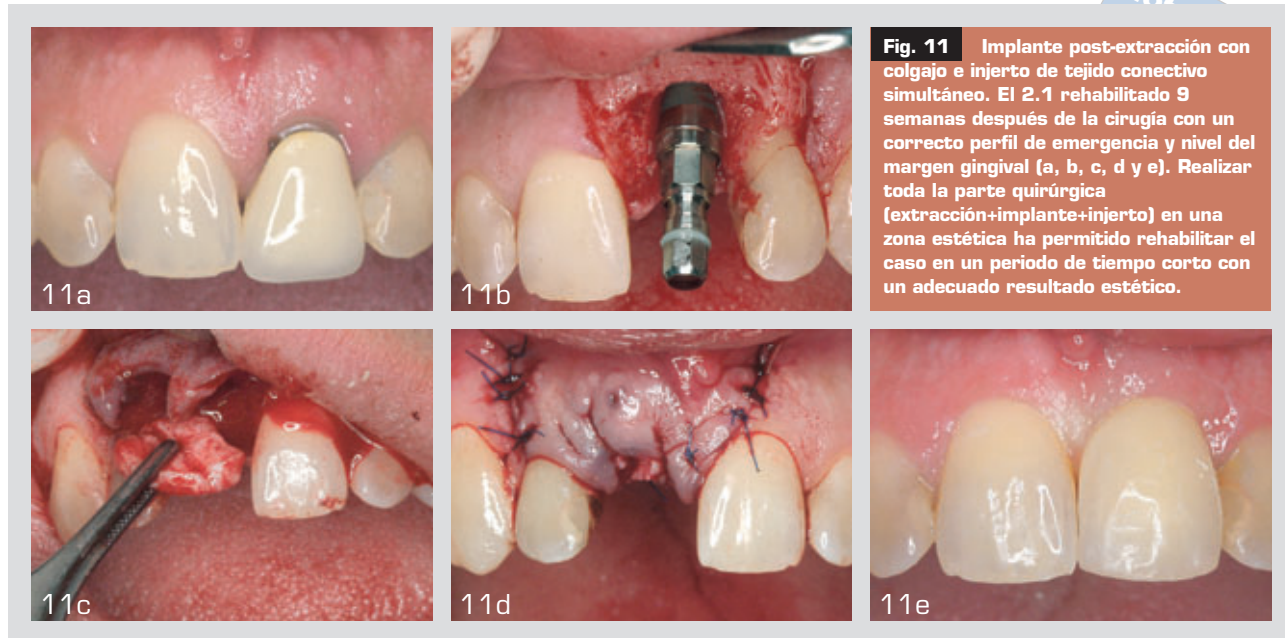 11a
11b
Fig. 11 Implante post-extracción con
colgajo e injerto de tejido conectivo
simultáneo. El 2.1 rehabilitado 9
semanas después de la cirugía con un
correcto perfil de emergencia y nivel del
margen gingival (a, b, c, d y e). Realizar
toda la parte quirúrgica
(extracción+implante+injerto) en una
zona estética ha permitido rehabilitar el
caso en un periodo de tiempo corto con
un adecuado resultado estético.
11c
11d
11e